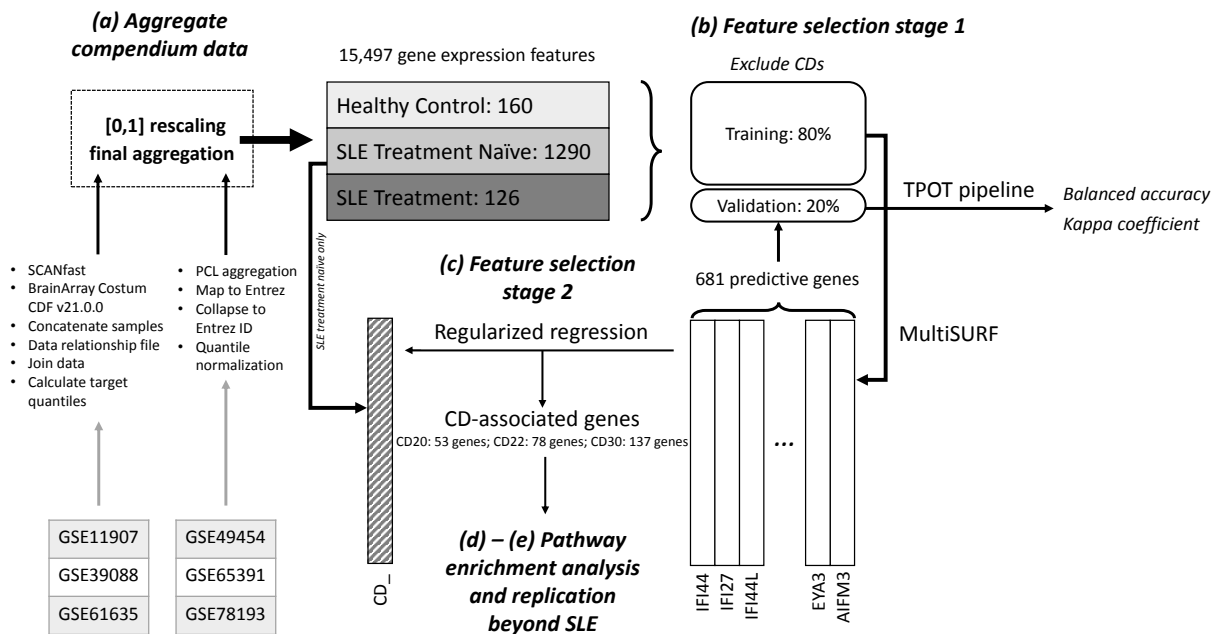 (a) Aggregate
compendium data
[0,1] rescaling
final aggregation
• SCANfast
• BrainArray Costum
CDF v21.0.0
• Concatenate samples
• Data relationship file
• Join data
• Calculate target
quantiles
• PCL aggregation
• Map to Entrez
• Collapse to
Entrez ID
• Quantile
normalization
GSE11907
GSE39088
GSE61635
GSE49454
GSE65391
GSE78193
15,497 gene expression features
Healthy Control: 160
SLE Treatment Naïve: 1290
SLE Treatment: 126
SLE treatment naïve only
(b) Feature selection stage 1
Exclude CDs
Training: 80%
Validation: 20%
TPOT pipeline
Balanced accuracy
Kappa coefficient
681 predictive genes
MultiSURF
...
IFI44
IFI27
IFI44L
EYA3
AIFM3
(c) Feature selection
stage 2
Regularized regression
CD_
CD-associated genes
CD20: 53 genes; CD22: 78 genes; CD30: 137 genes
(d) – (e) Pathway
enrichment analysis
and replication
beyond SLE